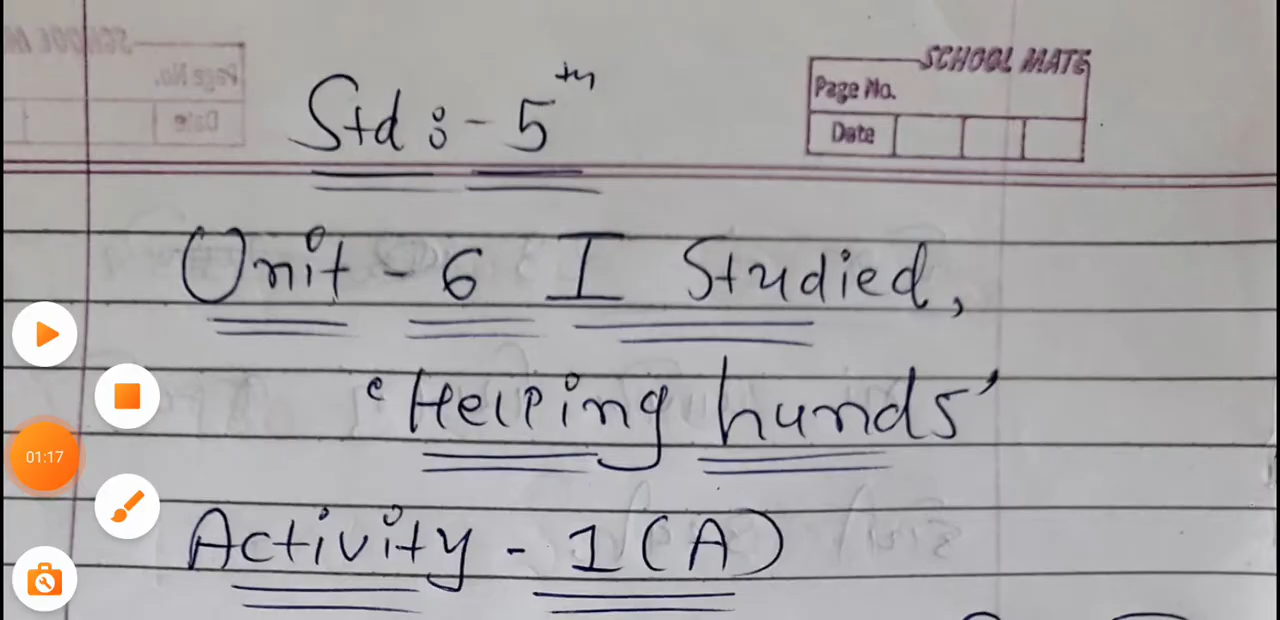 SCHOOL MATE
Page No.
Date
Std :- 5th
Unit - 6 I Studied,
'Helping hunds'
Activity - 1 (A)
01:17